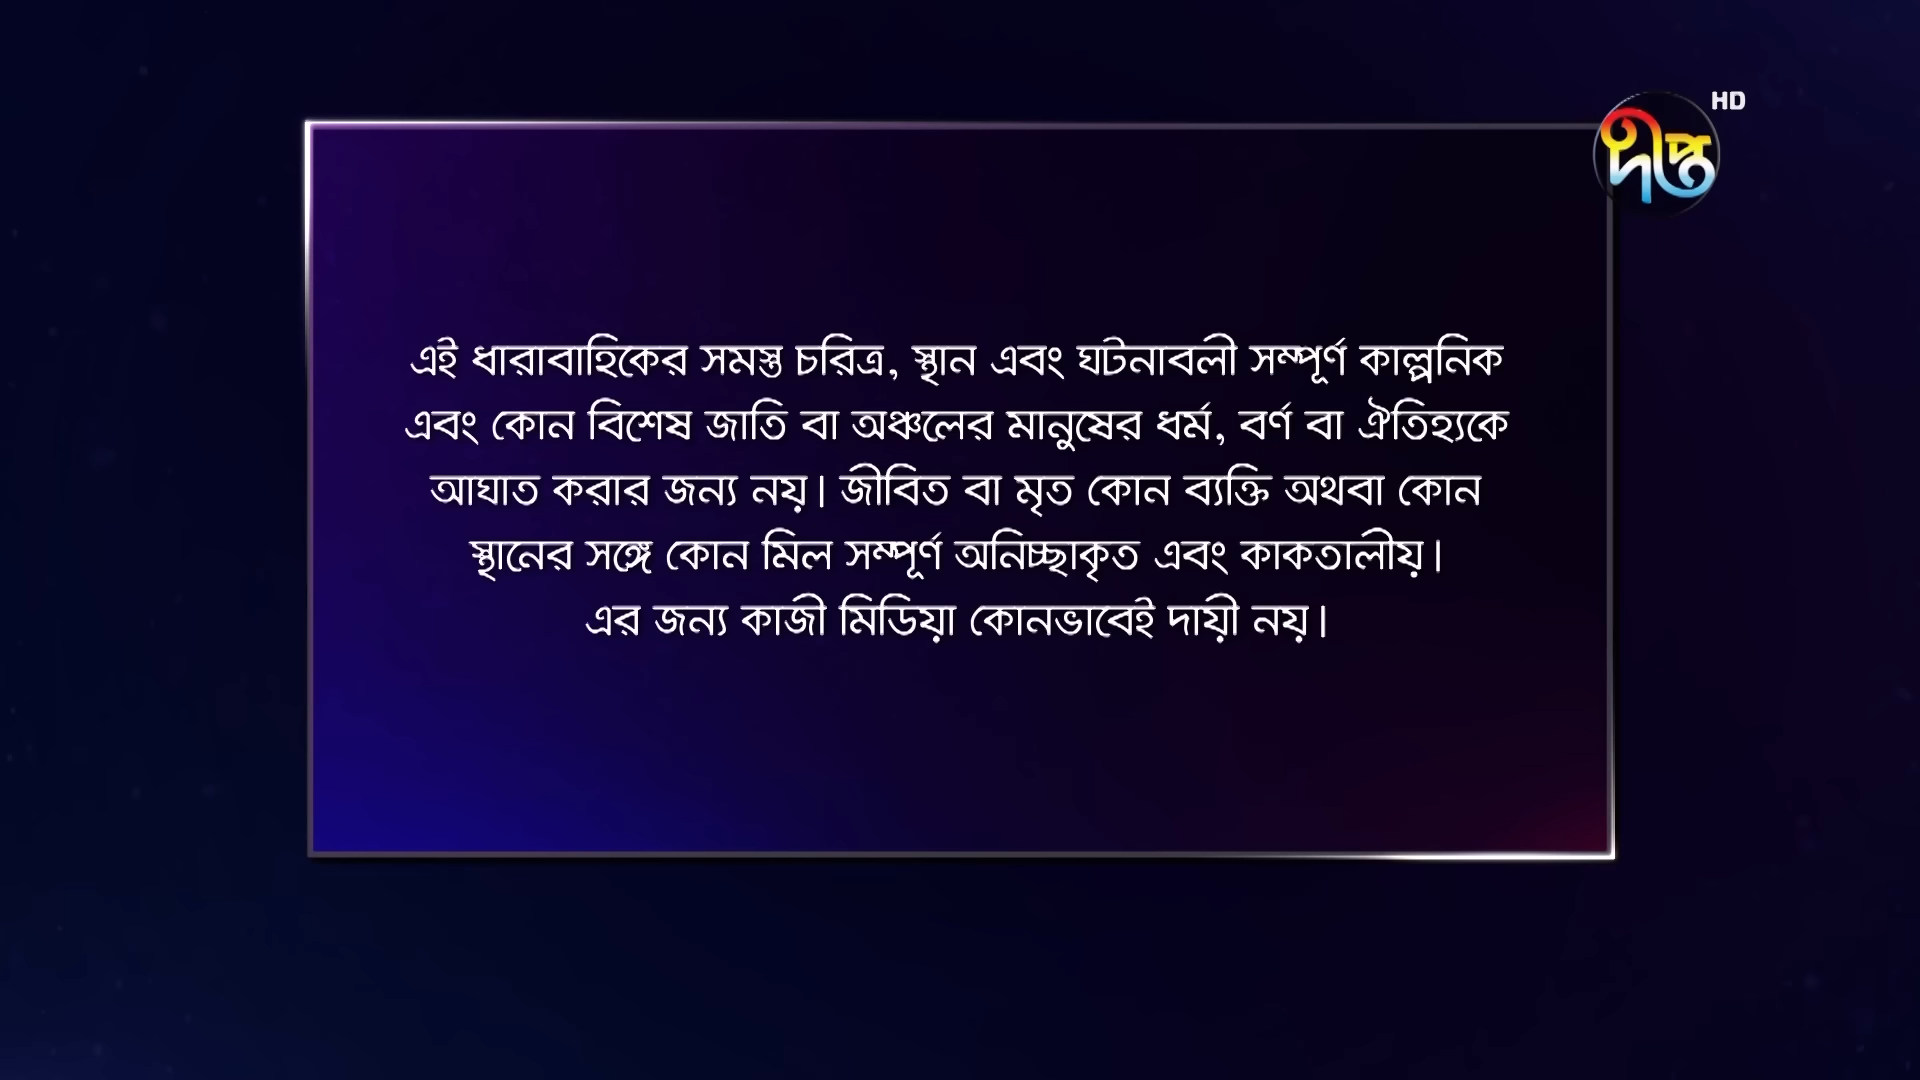 HD
দীপ্ত
এই ধারাবাহিকের সমস্ত চরিত্র, স্থান এবং ঘটনাবলী সম্পূর্ণ কাল্পনিক
এবং কোন বিশেষ জাতি বা অঞ্চলের মানুষের ধর্ম, বর্ণ বা ঐতিহ্যকে
আঘাত করার জন্য নয়। জীবিত বা মৃত কোন ব্যক্তি অথবা কোন
স্থানের সঙ্গে কোন মিল সম্পূর্ণ অনিচ্ছাকৃত এবং কাকতালীয়।
এর জন্য কাজী মিডিয়া কোনভাবেই দায়ী নয়।